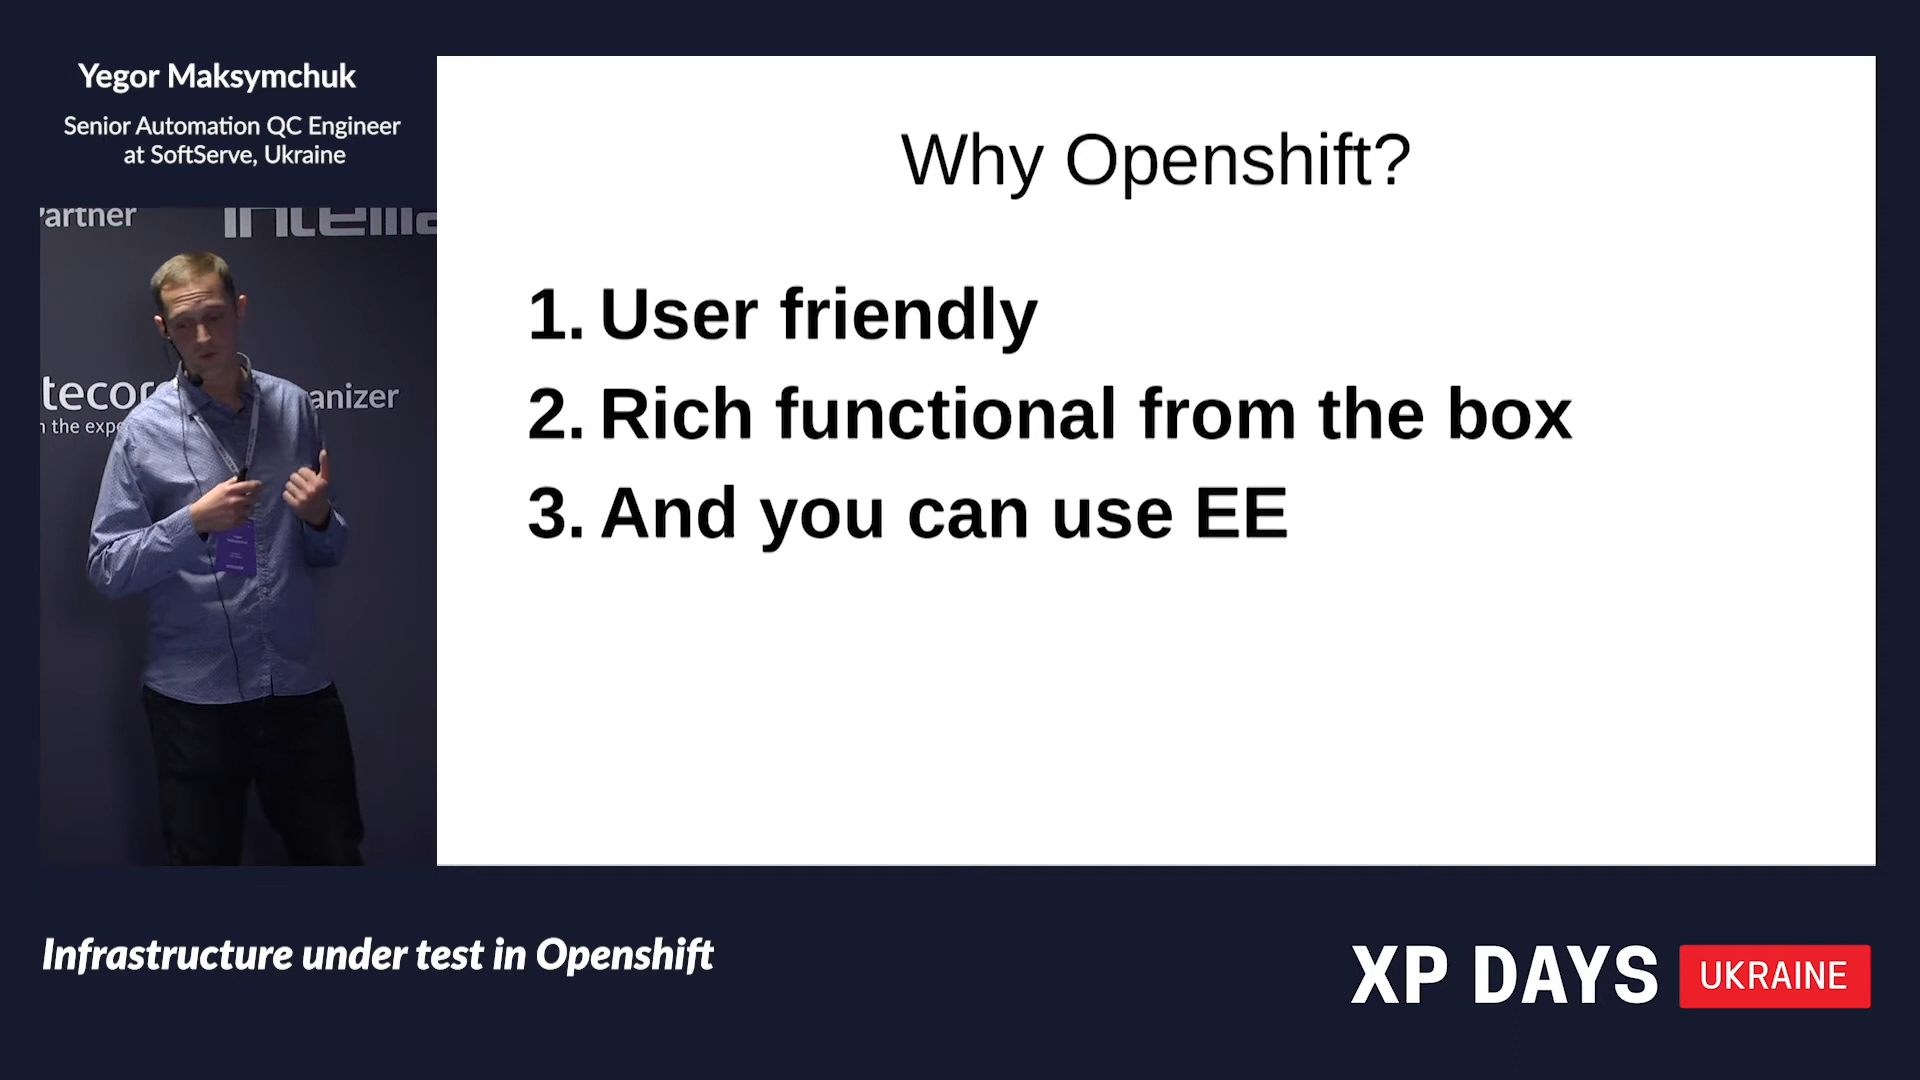 Yegor Maksymchuk
Senior Automation QC Engineer
at SoftServe, Ukraine
Why Openshift?
1. User friendly
2. Rich functional from the box
3. And you can use EE
Infrastructure under test in Openshift
XP DAYS
UKRAINE